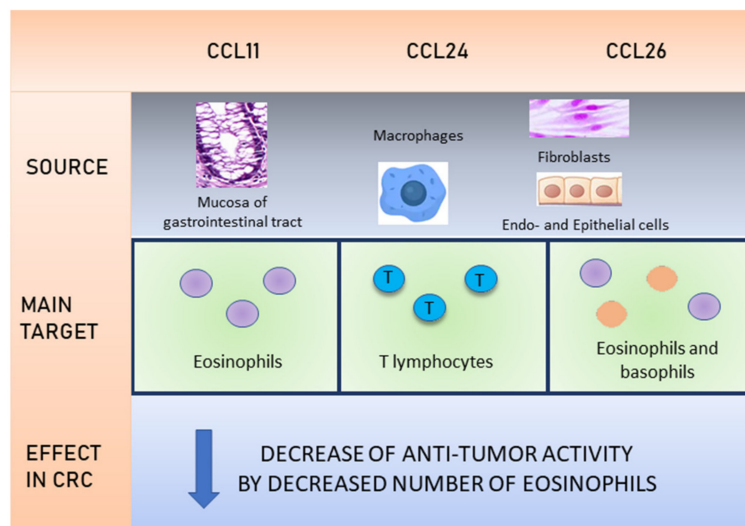 CCL11
CCL24
CCL26
SOURCE
Mucosa of
gastrointestinal tract
Macrophages
Fibroblasts
Endo- and Epithelial cells
MAIN
TARGET
Eosinophils
T
T
T
T lymphocytes
Eosinophils and
basophils
EFFECT
IN CRC
DECREASE OF ANTI-TUMOR ACTIVITY
BY DECREASED NUMBER OF EOSINOPHILS